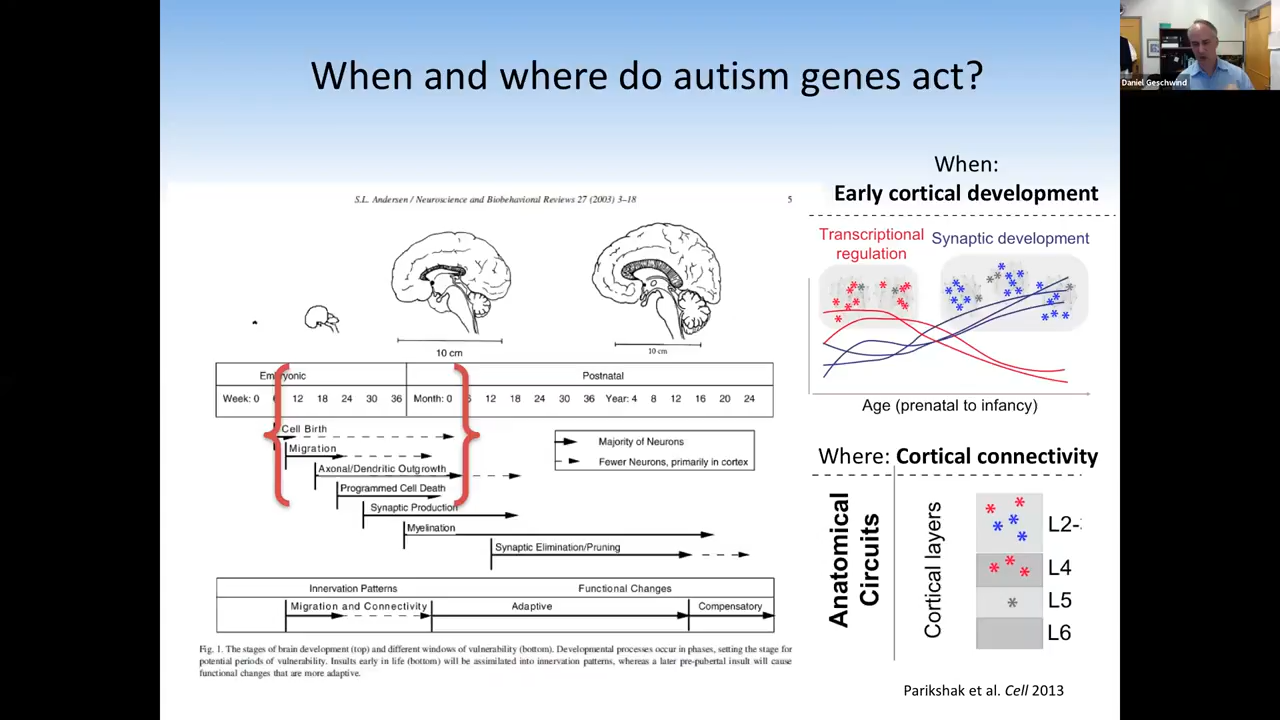 When and where do autism genes act?
Daniel Geschwind
S.L. Andersen / Neuroscience and Biobehavioral Reviews 27 (2003) 3–18
5
10 cm
10 cm
Embryonic
Postnatal
Week: 0 6 12 18 24 30 36 Month: 0 6 12 18 24 30 36 Year: 4 8 12 16 20 24
Cell Birth
Migration
Axonal/Dendritic Outgrowth
Programmed Cell Death
Synaptic Production
Myelination
Synaptic Elimination/Pruning
Majority of Neurons
Fewer Neurons, primarily in cortex
Innervation Patterns
Functional Changes
Migration and Connectivity
Adaptive
Compensatory
Fig. 1. The stages of brain development (top) and different windows of vulnerability (bottom). Developmental processes occur in phases, setting the stage for
potential periods of vulnerability. Insults early in life (bottom) will be assimilated into innervation patterns, whereas a later pre-pubertal insult will cause
functional changes that are more adaptive.
When:
Early cortical development
Transcriptional
regulation
Synaptic development
Age (prenatal to infancy)
Where: Cortical connectivity
Anatomical
Circuits
Cortical layers
L2-
L4
L5
L6
Parikshak et al. Cell 2013